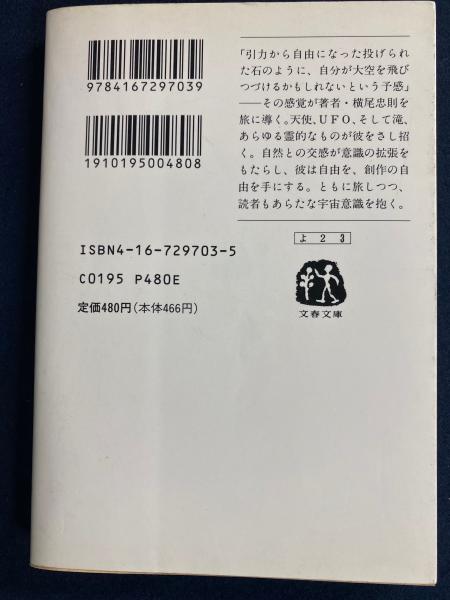 9784167297039
1910195004808
ISBN4-16-729703-5
C0195 P480E
定価480円(本体466円)
「引力から自由になった投げられ
た石のように、自分が大空を飛び
つづけるかもしれないという予感」
――その感覚が著者・横尾忠則を
旅に導く。天使、UFO、そして滝、
あらゆる霊的なものが彼をさし招
く。自然との交感が意識の拡張を
もたらし、彼は自由を、創作の自
由を手にする。ともに旅しつつ、
読者もあらたな宇宙意識を抱く。
よ 2 3
文春文庫